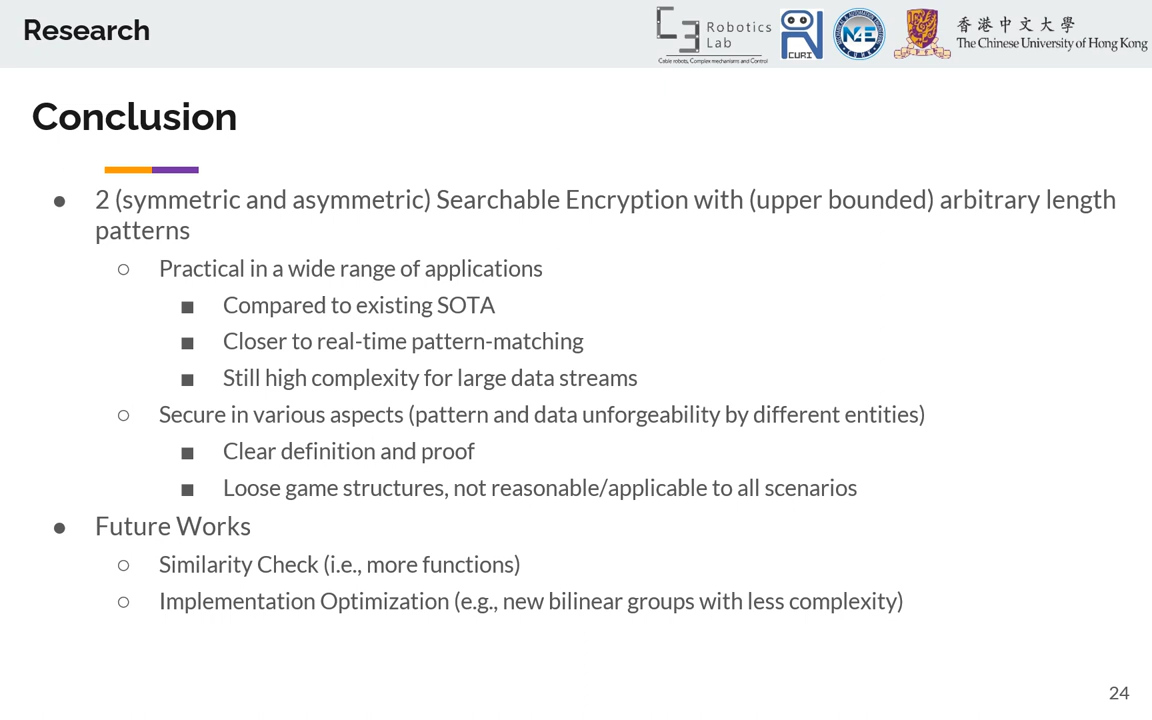 Research
C3 Robotics
Lab
Cable robots, Complex mechanisms and Control
CURI
香港中文大學
The Chinese University of Hong Kong
Conclusion
● 2 (symmetric and asymmetric) Searchable Encryption with (upper bounded) arbitrary length
patterns
○ Practical in a wide range of applications
■ Compared to existing SOTA
■ Closer to real-time pattern-matching
■ Still high complexity for large data streams
○ Secure in various aspects (pattern and data unforgeability by different entities)
■ Clear definition and proof
■ Loose game structures, not reasonable/applicable to all scenarios
● Future Works
○ Similarity Check (i.e., more functions)
○ Implementation Optimization (e.g., new bilinear groups with less complexity)
24